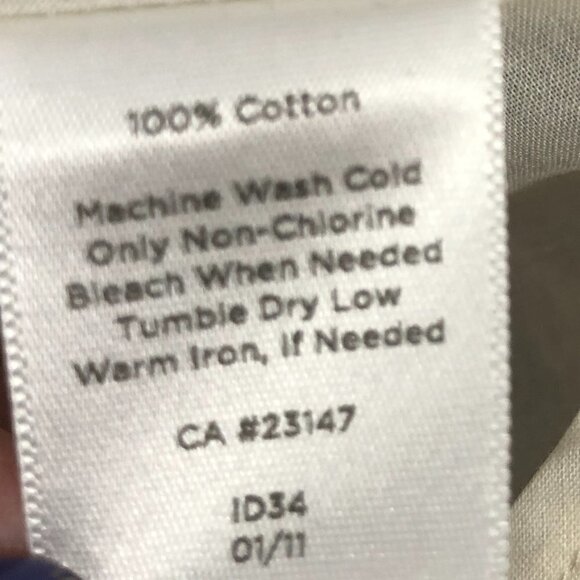 100% Cotton
Machine Wash Cold
Only Non-Chlorine
Bleach When Needed
Tumble Dry Low
Warm Iron, If Needed
CA #23147
ID34
01/11